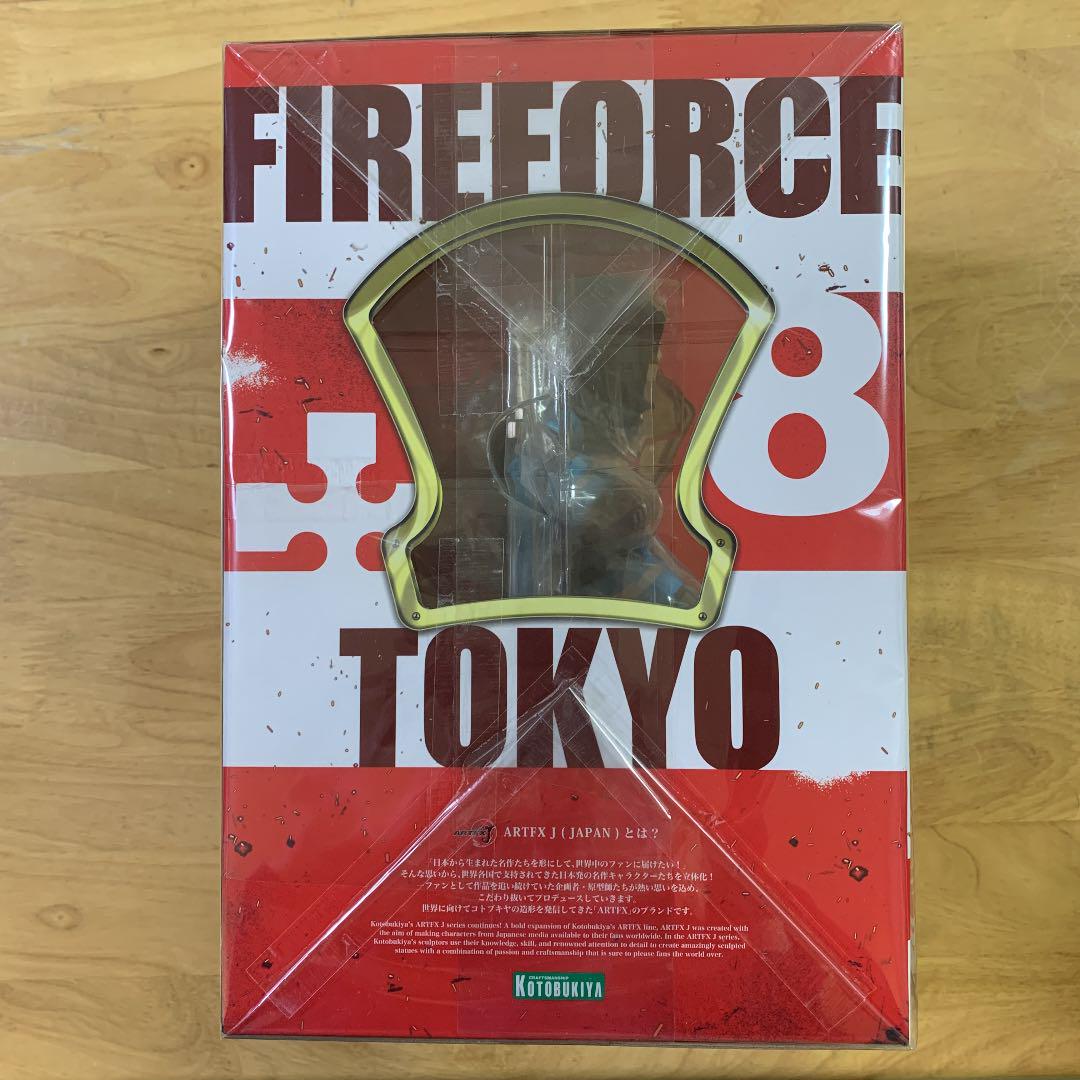 FIREFORCE
8
TOKYO
ARTFX J ARTFX J ( JAPAN ) とは?
「日本から生まれた名作たちを形にして、世界中のファンに届けたい!」
そんな思いから、世界各国で支持されてきた日本発の名作キャラクターたちを立体化!
一ファンとして作品を追い続けていた企画者・原型師たちが熱い思いを込め、
こだわり抜いてプロデュースしていきます。
世界に向けてコトブキヤの造形を発信してきた「ARTFX」のブランドです。
Kotobukiya's ARTFX J series continues! A bold expansion of Kotobukiya's ARTFX line, ARTFX J was created with
the aim of making characters from Japanese media available to their fans worldwide. In the ARTFX J series,
Kotobukiya's sculptors use their knowledge, skill, and renowned attention to detail to create amazingly sculpted
statues with a combination of passion and craftsmanship that is sure to please fans the world over.
CRAFTSMANSHIP
KOTOBUKIYA